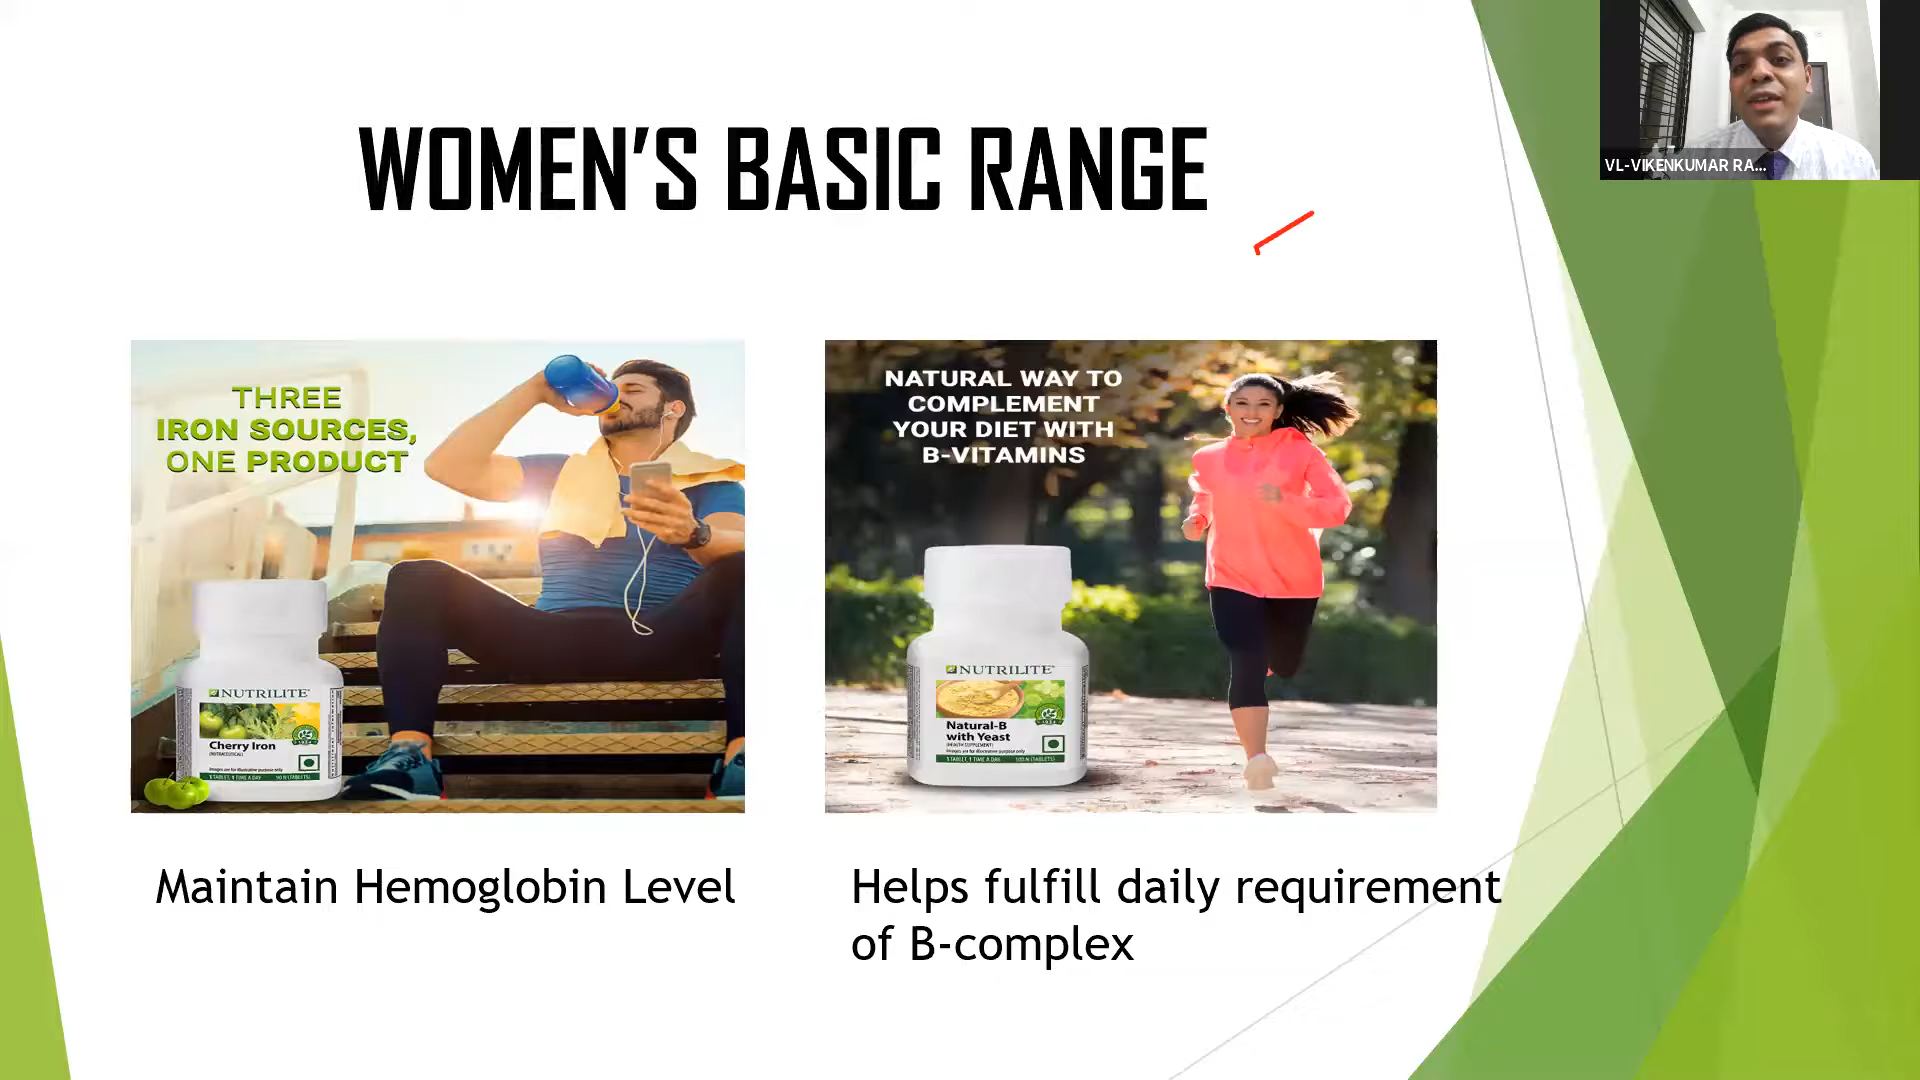 VL-VIKENKUMAR RA...
WOMEN'S BASIC RANGE
THREE
IRON SOURCES,
ONE PRODUCT
NUTRILITE
Cherry Iron
(NUTRACEUTICAL)
Images are for illustrative purpose only
1 TABLET, 1 TIME A DAY 90 N (TABLETS)
NATURAL WAY TO
COMPLEMENT
YOUR DIET WITH
B-VITAMINS
NUTRILITE
Natural-B
with Yeast
(HEALTH SUPPLEMENT)
Images are for illustrative purpose only
1 TABLET, 1 TIME A DAY 100 N (TABLETS)
Maintain Hemoglobin Level
Helps fulfill daily requirement
of B-complex